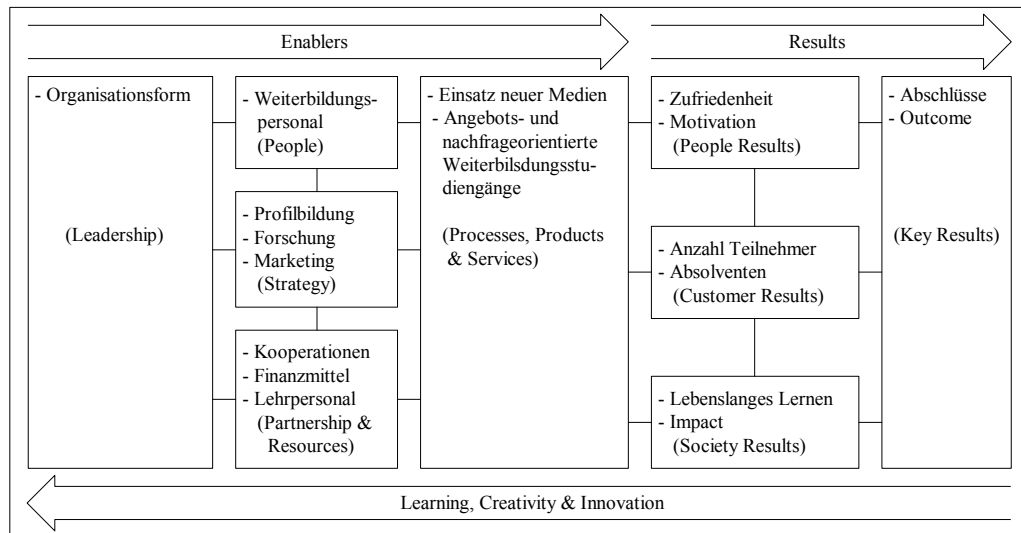 Enablers
Results
- Organisationsform
(Leadership)
- Weiterbildungs-
personal
(People)
- Profilbildung
- Forschung
- Marketing
(Strategy)
- Kooperationen
- Finanzmittel
- Lehrpersonal
(Partnership &
Resources)
- Einsatz neuer Medien
- Angebots- und
nachfrageorientierte
Weiterbilsdungsstu-
diengänge
(Processes, Products
& Services)
- Zufriedenheit
- Motivation
(People Results)
- Anzahl Teilnehmer
- Absolventen
(Customer Results)
- Lebenslanges Lernen
- Impact
(Society Results)
- Abschlüsse
- Outcome
(Key Results)
Learning, Creativity & Innovation